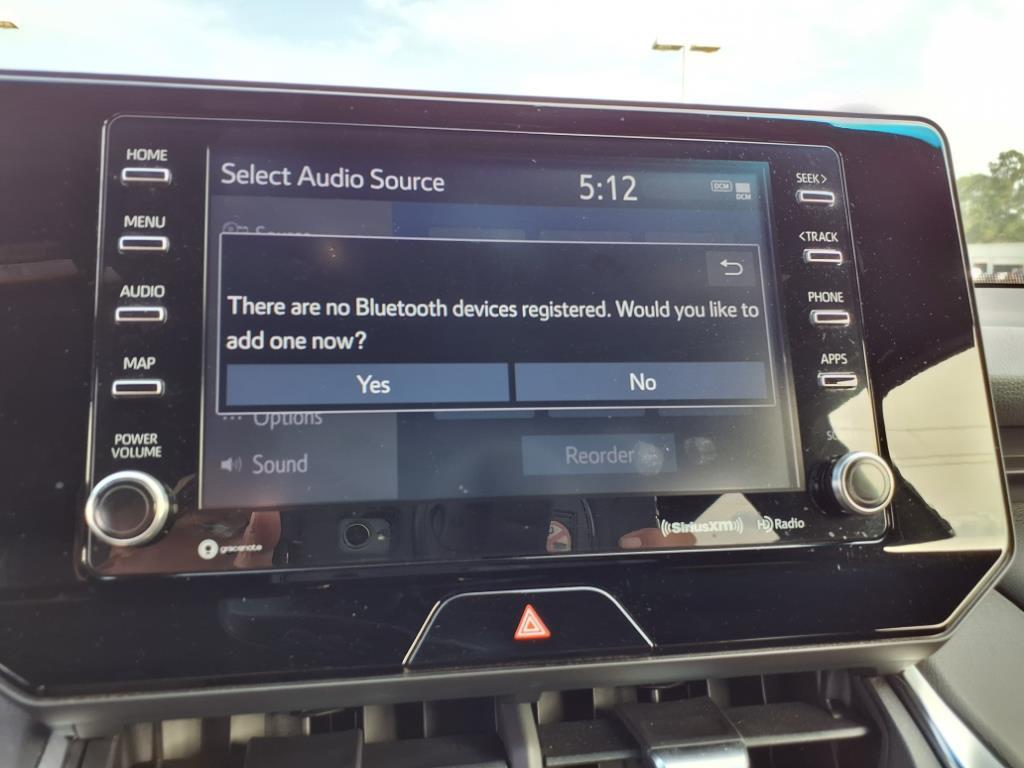 HOME
MENU
AUDIO
MAP
POWER
VOLUME
Select Audio Source
5:12
DCM
DCM
Source
There are no Bluetooth devices registered. Would you like to
add one now?
Yes
No
Options
Sound
Reorder
SEEK >
< TRACK
PHONE
APPS
gracenote
((SiriusXM))
HD Radio